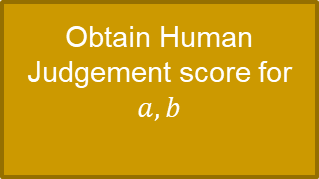 Obtain Human
Judgement score for
a, b